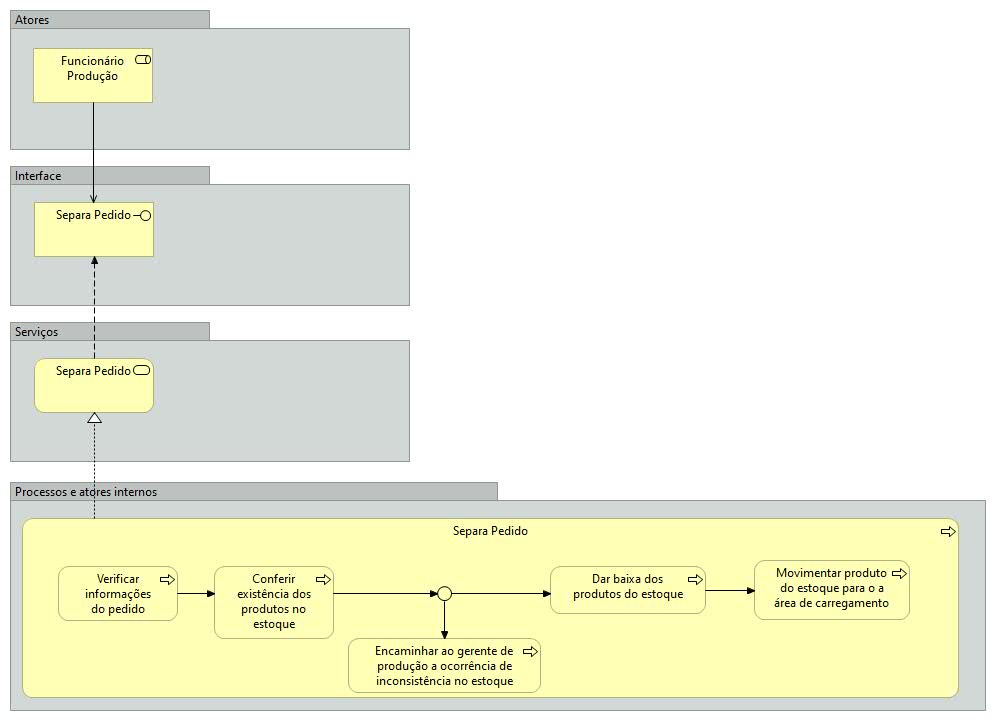 Atores
Funcionário
Produção
Interface
Separa Pedido
Serviços
Separa Pedido
Processos e atores internos
Separa Pedido
Verificar
informações
do pedido
Conferir
existência dos
produtos no
estoque
Encaminhar ao gerente de
produção a ocorrência de
inconsistência no estoque
Dar baixa dos
produtos do estoque
Movimentar produto
do estoque para o a
área de carregamento